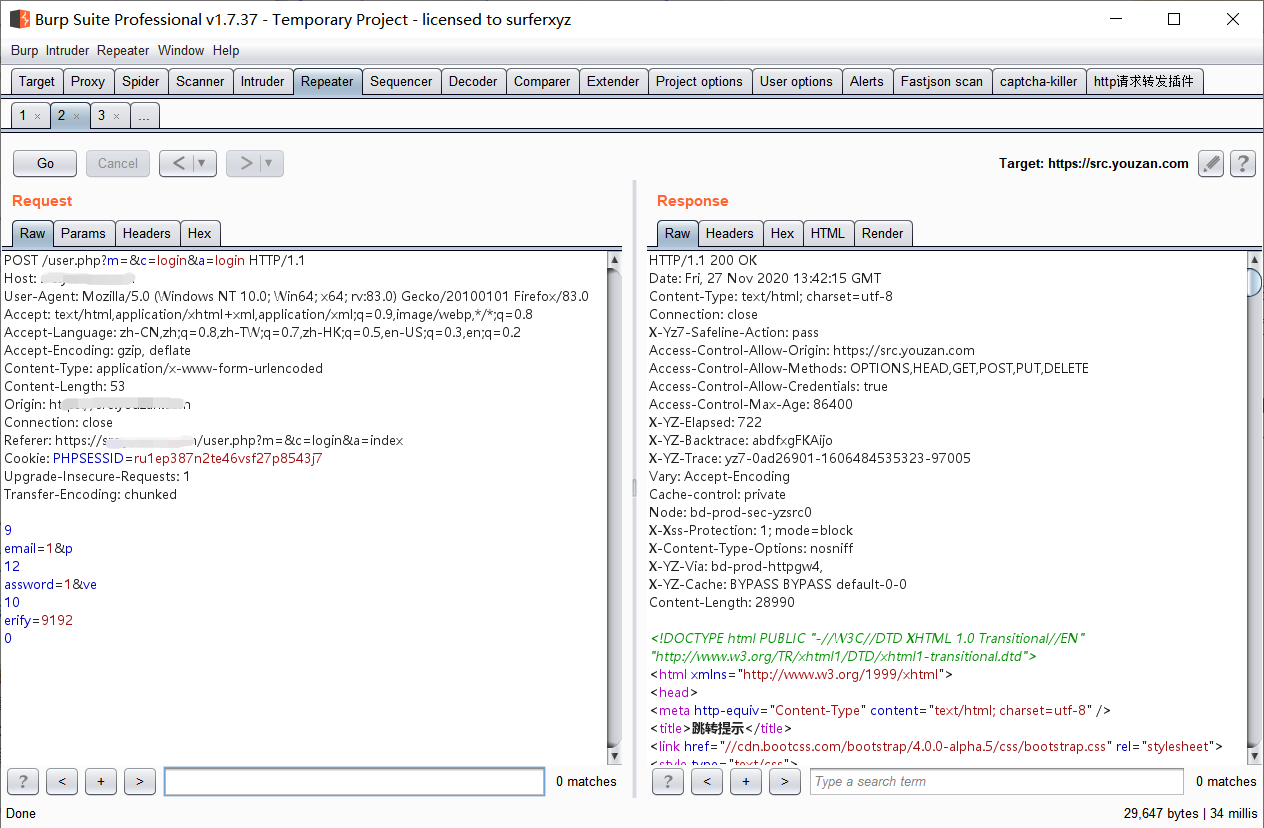 Burp Suite Professional v1.7.37 - Temporary Project - licensed to surferxyz
Burp Intruder Repeater Window Help
Target Proxy Spider Scanner Intruder Repeater Sequencer Decoder Comparer Extender Project options User options Alerts Fastjson scan captcha-killer http请求转发插件
1 × 2 × 3 × ...
Go Cancel < ▼ > ▼ Target: https://src.youzan.com ?
Request
Raw Params Headers Hex
POST /user.php?m=&c=login&a=login HTTP/1.1
Host:
User-Agent: Mozilla/5.0 (Windows NT 10.0; Win64; x64; rv:83.0) Gecko/20100101 Firefox/83.0
Accept: text/html,application/xhtml+xml,application/xml;q=0.9,image/webp,*/*;q=0.8
Accept-Language: zh-CN,zh;q=0.8,zh-TW;q=0.7,zh-HK;q=0.5,en-US;q=0.3,en;q=0.2
Accept-Encoding: gzip, deflate
Content-Type: application/x-www-form-urlencoded
Content-Length: 53
Origin:
Connection: close
Referer: https:// /user.php?m=&c=login&a=index
Cookie: PHPSESSID=ru1ep387n2te46vsf27p8543j7
Upgrade-Insecure-Requests: 1
Transfer-Encoding: chunked
9
email=1&p
12
assword=1&ve
10
erify=9192
0
? < + > 0 matches
Response
Raw Headers Hex HTML Render
HTTP/1.1 200 OK
Date: Fri, 27 Nov 2020 13:42:15 GMT
Content-Type: text/html; charset=utf-8
Connection: close
X-Yz7-Safeline-Action: pass
Access-Control-Allow-Origin: https://src.youzan.com
Access-Control-Allow-Methods: OPTIONS,HEAD,GET,POST,PUT,DELETE
Access-Control-Allow-Credentials: true
Access-Control-Max-Age: 86400
X-YZ-Elapsed: 722
X-YZ-Backtrace: abdfxgFKAijo
X-YZ-Trace: yz7-0ad26901-1606484535323-97005
Vary: Accept-Encoding
Cache-control: private
Node: bd-prod-sec-yzsrc0
X-Xss-Protection: 1; mode=block
X-Content-Type-Options: nosniff
X-YZ-Via: bd-prod-httpgw4,
X-YZ-Cache: BYPASS BYPASS default-0-0
Content-Length: 28990
<!DOCTYPE html PUBLIC "-//W3C//DTD XHTML 1.0 Transitional//EN"
"http://www.w3.org/TR/xhtml1/DTD/xhtml1-transitional.dtd">
<html xmlns="http://www.w3.org/1999/xhtml">
<head>
<meta http-equiv="Content-Type" content="text/html; charset=utf-8" />
<title>跳转提示</title>
<link href="//cdn.bootcss.com/bootstrap/4.0.0-alpha.5/css/bootstrap.css" rel="stylesheet">
<style type="text/css">
? < + > Type a search term 0 matches
Done 29,647 bytes | 34 millis